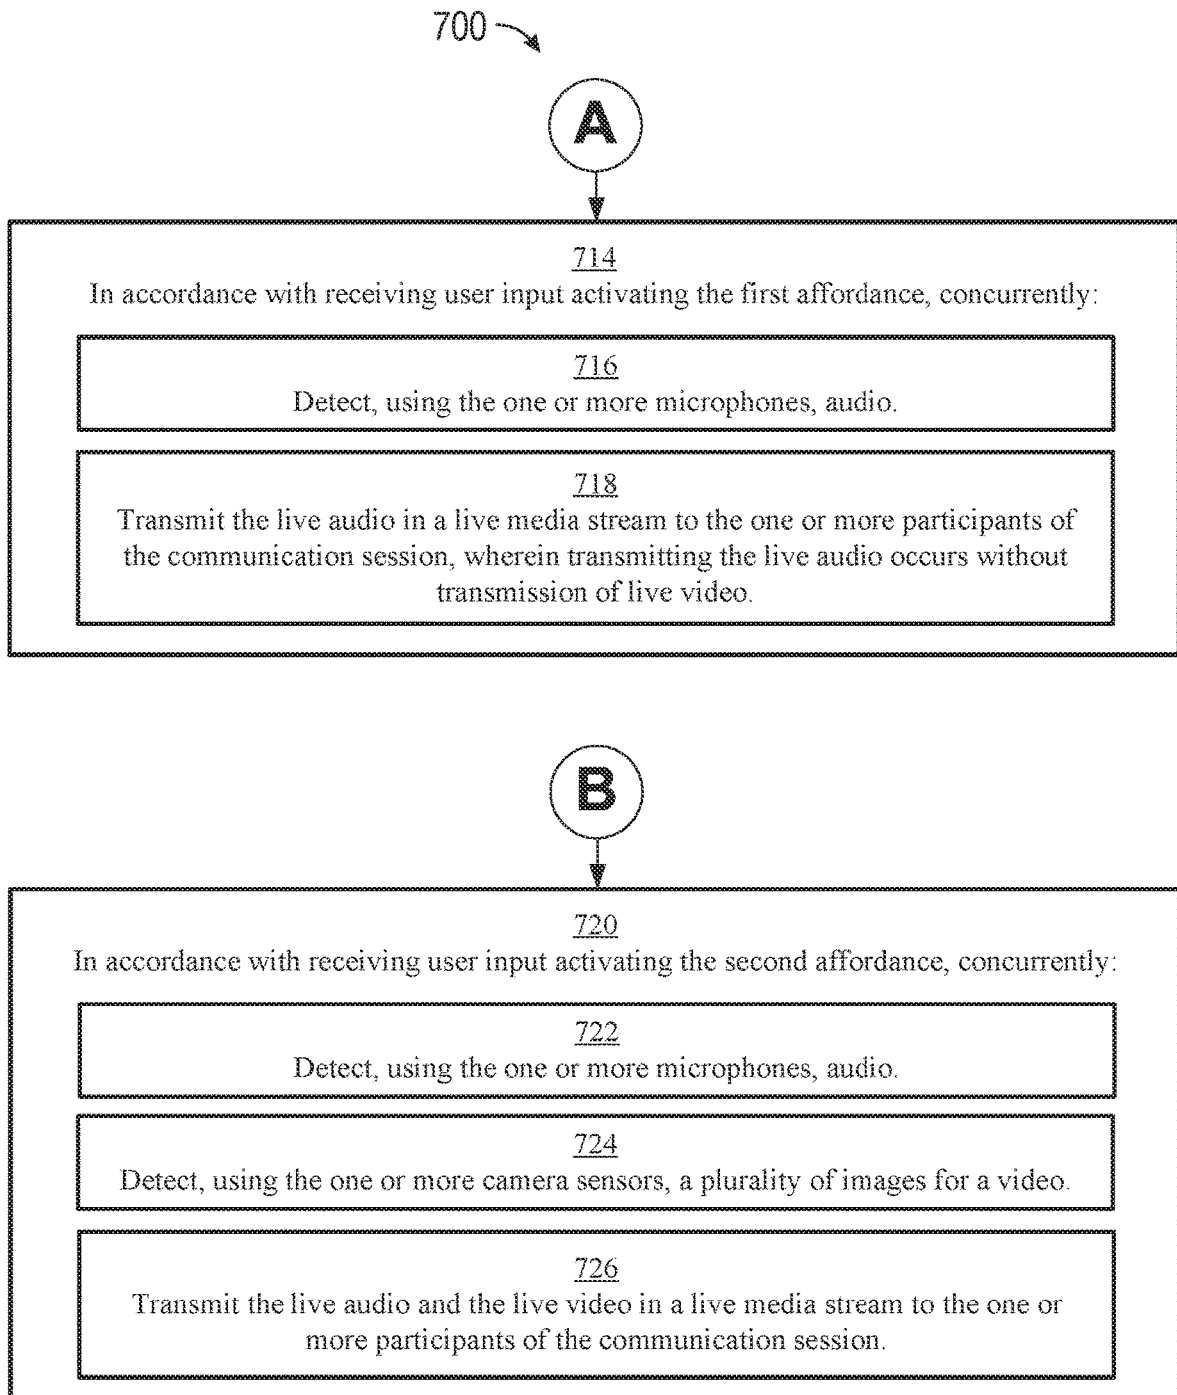 700
A
714
In accordance with receiving user input activating the first affordance, concurrently:
716
Detect, using the one or more microphones, audio.
718
Transmit the live audio in a live media stream to the one or more participants of
the communication session, wherein transmitting the live audio occurs without
transmission of live video.
B
720
In accordance with receiving user input activating the second affordance, concurrently:
722
Detect, using the one or more microphones, audio.
724
Detect, using the one or more camera sensors, a plurality of images for a video.
726
Transmit the live audio and the live video in a live media stream to the one or
more participants of the communication session.